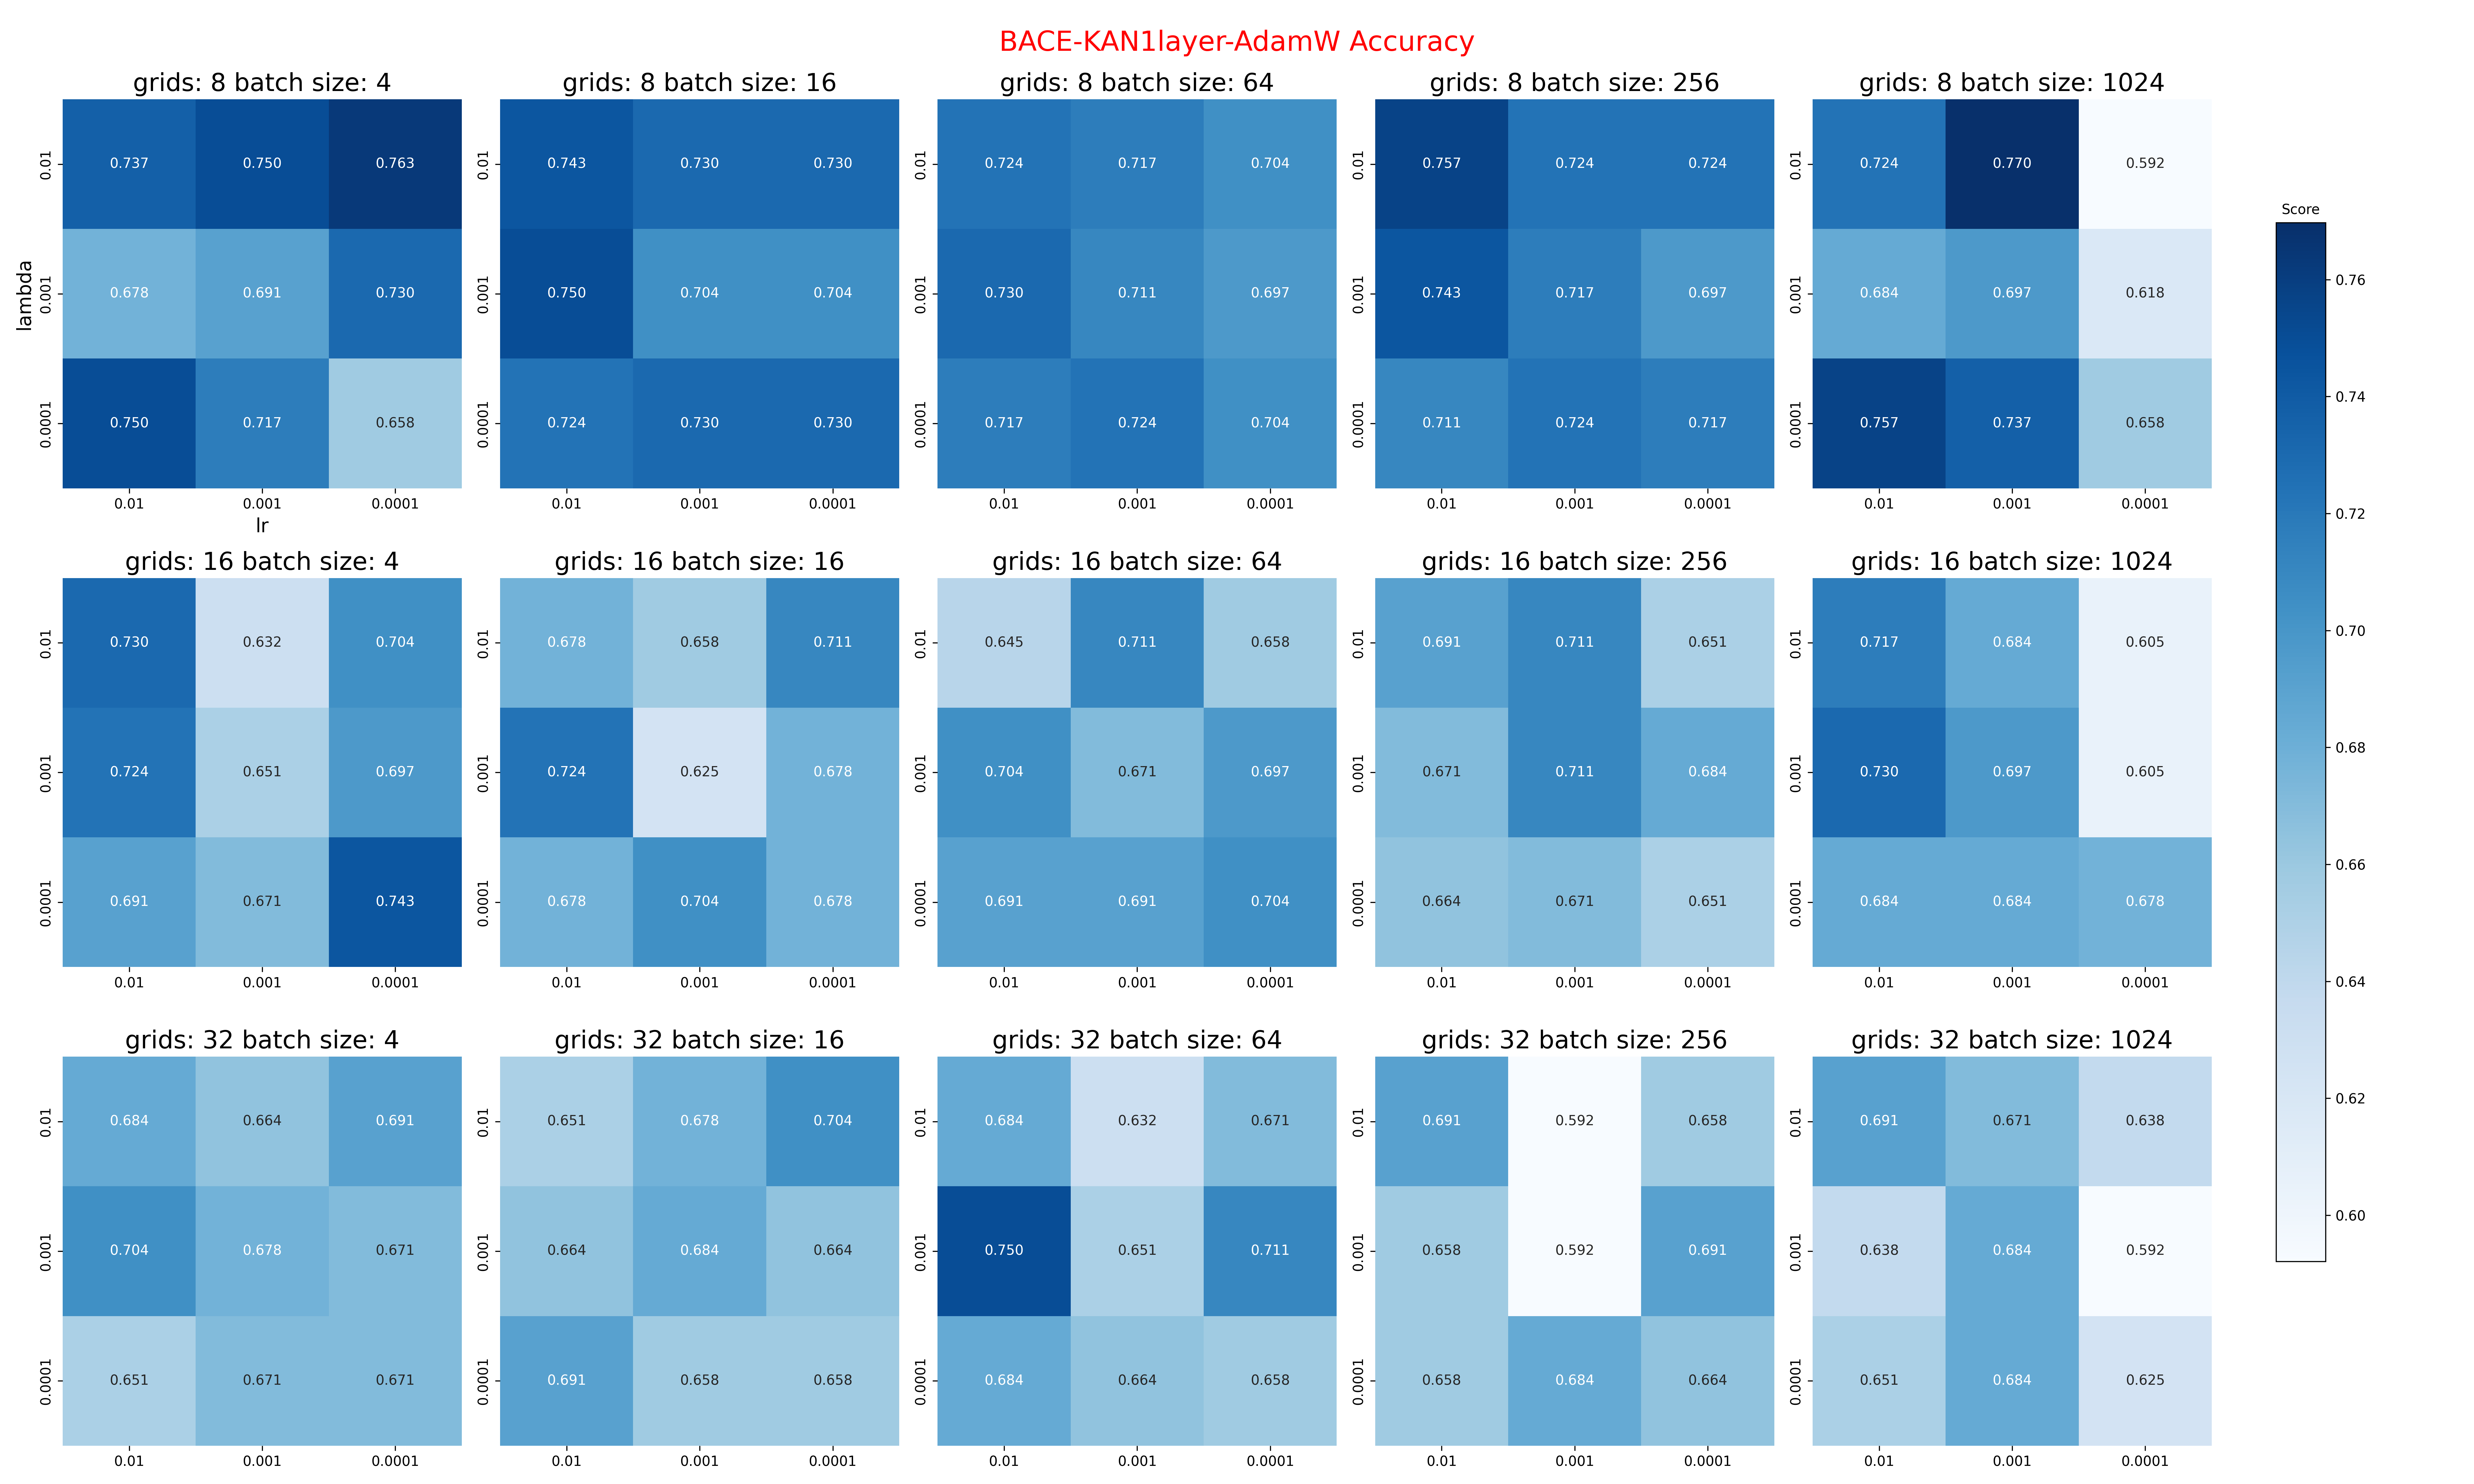 BACE-KAN1layer-AdamW Accuracy
grids: 8 batch size: 4
lambda
0.01
0.737 0.750 0.763
0.001
0.678 0.691 0.730
0.0001
0.750 0.717 0.658
0.01 0.001 0.0001
lr
grids: 8 batch size: 16
0.01
0.743 0.730 0.730
0.001
0.750 0.704 0.704
0.0001
0.724 0.730 0.730
0.01 0.001 0.0001
grids: 8 batch size: 64
0.724 0.717 0.704
0.730 0.711 0.697
0.717 0.724 0.704
0.01 0.001 0.0001
grids: 8 batch size: 256
0.01
0.757 0.724 0.724
0.001
0.743 0.717 0.697
0.0001
0.711 0.724 0.717
0.01 0.001 0.0001
grids: 8 batch size: 1024
0.01
0.724 0.770 0.592
0.001
0.684 0.697 0.618
0.0001
0.757 0.737 0.658
0.01 0.001 0.0001
grids: 16 batch size: 4
0.01
0.730 0.632 0.704
0.001
0.724 0.651 0.697
0.0001
0.691 0.671 0.743
0.01 0.001 0.0001
grids: 16 batch size: 16
0.01
0.678 0.658 0.711
0.001
0.724 0.625 0.678
0.0001
0.678 0.704 0.678
0.01 0.001 0.0001
grids: 16 batch size: 64
0.01
0.645 0.711 0.658
0.001
0.704 0.671 0.697
0.0001
0.691 0.691 0.704
0.01 0.001 0.0001
grids: 16 batch size: 256
0.01
0.691 0.711 0.651
0.001
0.671 0.711 0.684
0.0001
0.664 0.671 0.651
0.01 0.001 0.0001
grids: 16 batch size: 1024
0.01
0.717 0.684 0.605
0.001
0.730 0.697 0.605
0.0001
0.684 0.684 0.678
0.01 0.001 0.0001
grids: 32 batch size: 4
0.01
0.684 0.664 0.691
0.001
0.704 0.678 0.671
0.0001
0.651 0.671 0.671
0.01 0.001 0.0001
grids: 32 batch size: 16
0.01
0.651 0.678 0.704
0.001
0.664 0.684 0.664
0.0001
0.691 0.658 0.658
0.01 0.001 0.0001
grids: 32 batch size: 64
0.01
0.684 0.632 0.671
0.001
0.750 0.651 0.711
0.0001
0.684 0.664 0.658
0.01 0.001 0.0001
grids: 32 batch size: 256
0.01
0.691 0.592 0.658
0.001
0.658 0.592 0.691
0.0001
0.658 0.684 0.664
0.01 0.001 0.0001
grids: 32 batch size: 1024
0.01
0.691 0.671 0.638
0.001
0.638 0.684 0.592
0.0001
0.651 0.684 0.625
0.01 0.001 0.0001
Score
0.76
0.74
0.72
0.70
0.68
0.66
0.64
0.62
0.60